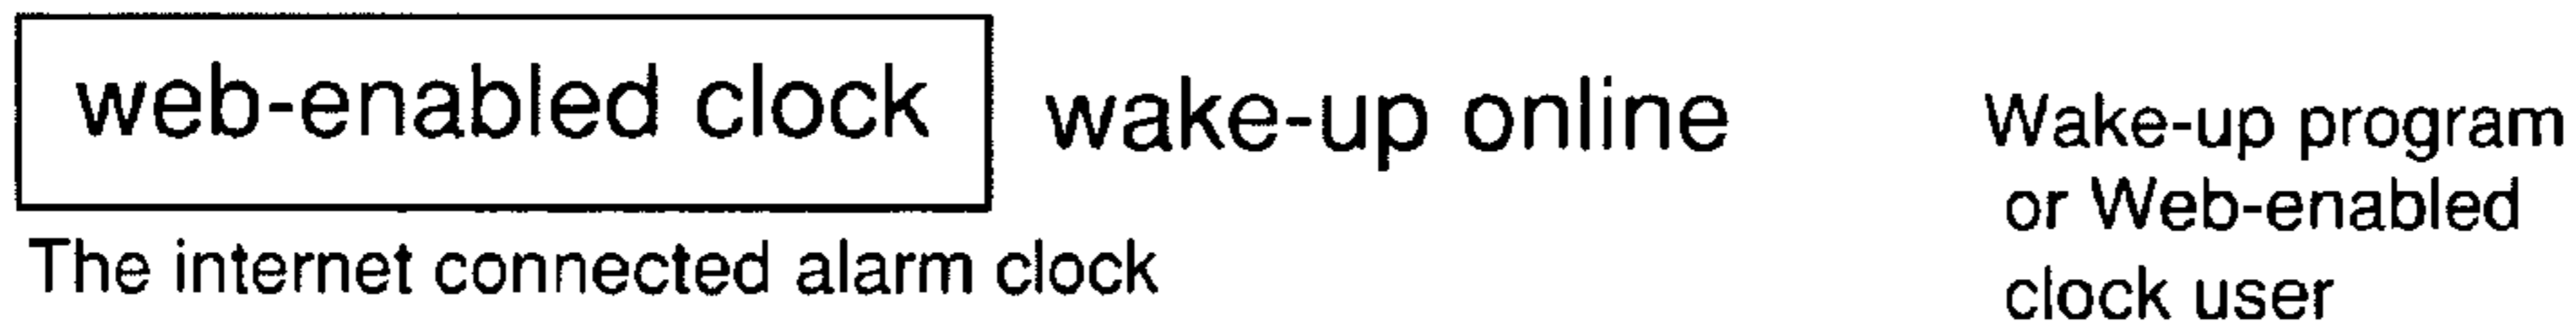 web-enabled clock
wake-up online
The internet connected alarm clock
Wake-up program
or Web-enabled
clock user